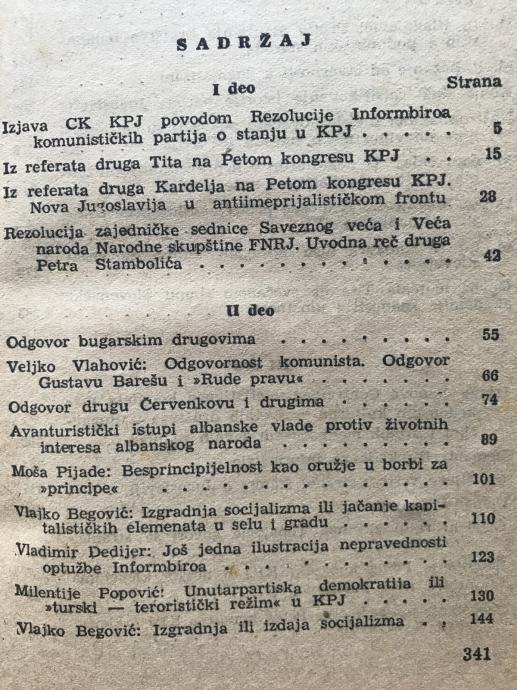 SADRŽAJ
I deo Strana
Izjava CK KPJ povodom Rezolucije Informbiroa
komunističkih partija o stanju u KPJ . . . . . 5
Iz referata druga Tita na Petom kongresu KPJ . . 15
Iz referata druga Kardelja na Petom kongresu KPJ.
Nova Jugoslavija u antiimeprijalističkom frontu 28
Rezolucija zajedničke sednice Saveznog veća i Veća
naroda Narodne skupštine FNRJ. Uvodna reč druga
Petra Stambolića . . . . . . . . . . 42
II deo
Odgovor bugarskim drugovima . . . . . . . 55
Veljko Vlahović: Odgovornost komunista. Odgovor
Gustavu Barešu i »Rude pravu« . . . . . . . 66
Odgovor drugu Červenkovu i drugima . . . . . 74
Avanturistički istupi albanske vlade protiv životnih
interesa albanskog naroda . . . . . . . 89
Moša Pijade: Besprincipijelnost kao oružje u borbi za
»principe« . . . . . . . . . . . . 101
Vlajko Begović: Izgradnja socijalizma ili jačanje kapi-
talističkih elemenata u selu i gradu . . . . . 110
Vladimir Dedijer: Još jedna ilustracija nepravednosti
optužbe Informbiroa . . . . . . . . . 123
Milentije Popović: Unutarpartiska demokratija ili
»turski — teroristički režim« u KPJ . . . . . 130
Vlajko Begović: Izgradnja ili izdaja socijalizma . . . 144
341